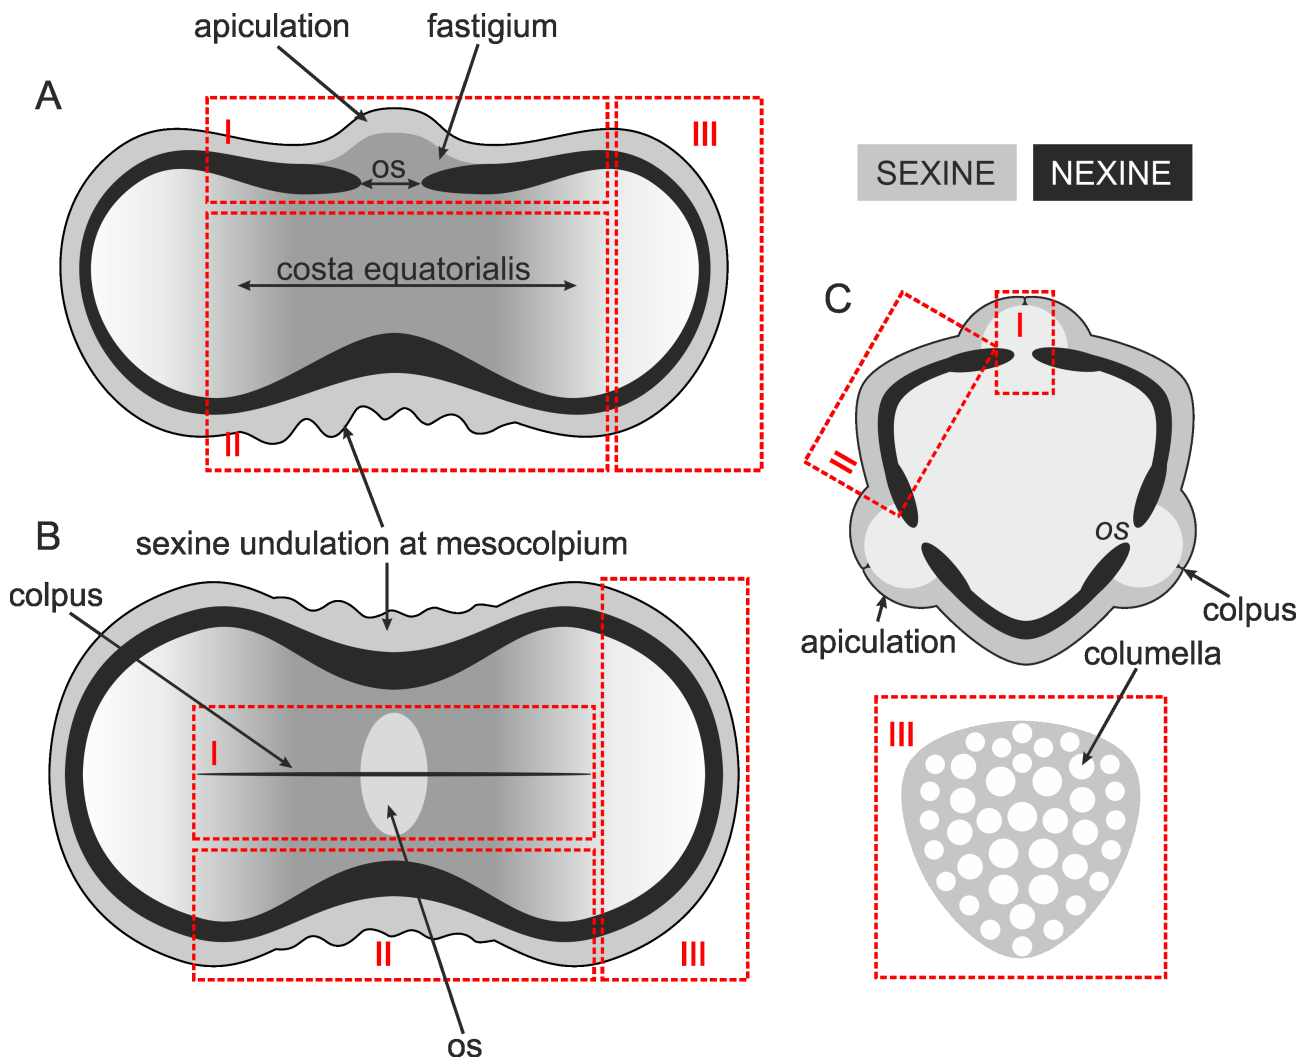 apiculation
fastigium
A
I
III
os
SEXINE
NEXINE
costa equatorialis
C
I
II
II
B
sexine undulation at mesocolpium
os
colpus
colpus
apiculation
columella
I
III
II
III
os